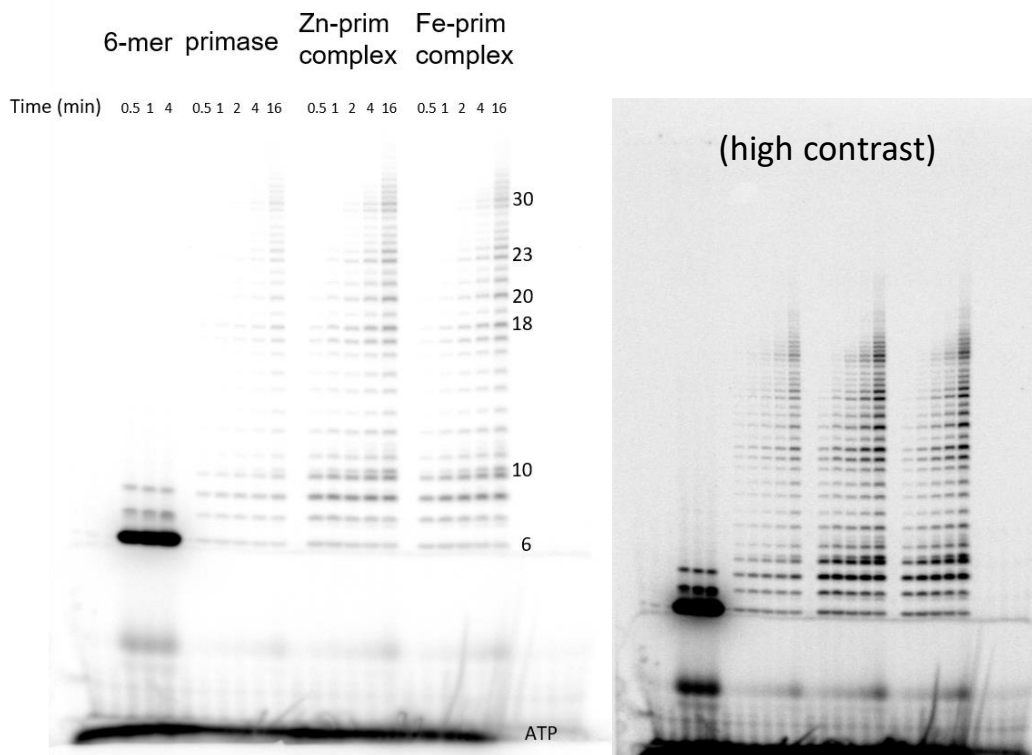 6-mer primase Zn-prim complex Fe-prim complex
Time (min) 0.5 1 4 0.5 1 2 4 16 0.5 1 2 4 16 0.5 1 2 4 16
(high contrast)
30
23
20
18
10
6
ATP